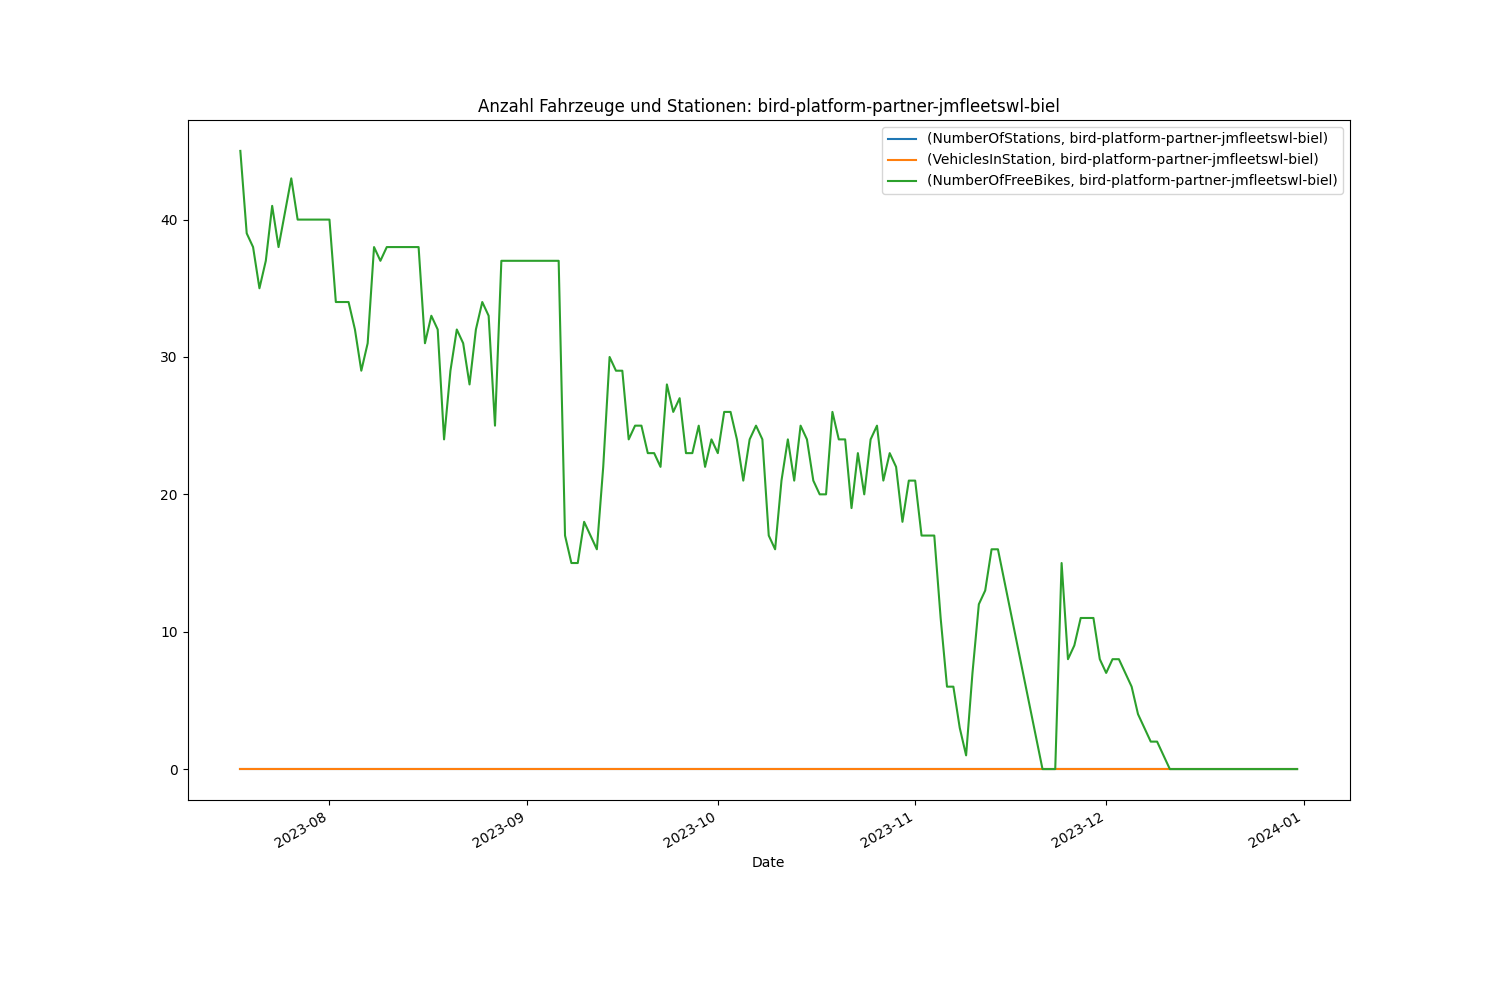 Anzahl Fahrzeuge und Stationen: bird-platform-partner-jmfleetswl-biel
(NumberOfStations, bird-platform-partner-jmfleetswl-biel)
(VehiclesInStation, bird-platform-partner-jmfleetswl-biel)
(NumberOfFreeBikes, bird-platform-partner-jmfleetswl-biel)
40
30
20
10
0
2023-08
2023-09
2023-10
2023-11
2023-12
2024-01
Date